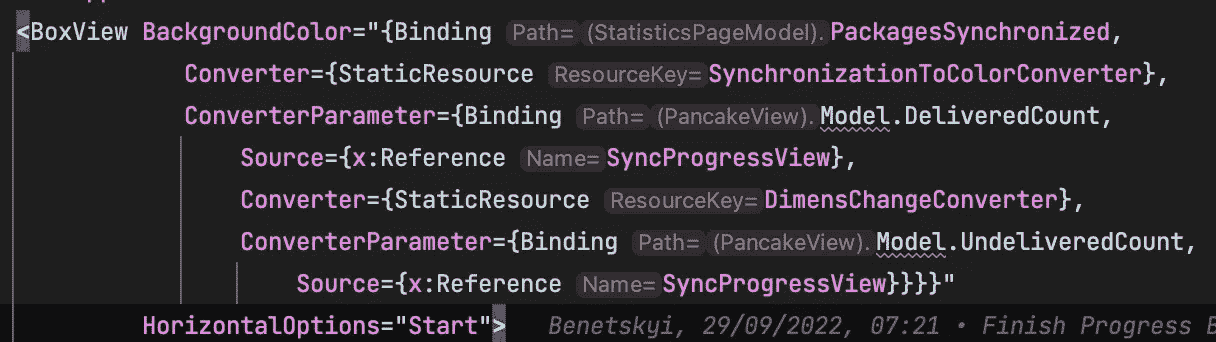 <BoxView BackgroundColor="{Binding Path= (StatisticsPageModel). PackagesSynchronized,
Converter={StaticResource ResourceKey= SynchronizationToColorConverter},
ConverterParameter={Binding Path= (PancakeView). Model.DeliveredCount,
Source={x:Reference Name= SyncProgressView},
Converter={StaticResource ResourceKey= DimensChangeConverter},
ConverterParameter={Binding Path= (PancakeView). Model.UndeliveredCount,
Source={x:Reference Name= SyncProgressView}}}}"
HorizontalOptions="Start"> Benetskyi, 29/09/2022, 07:21 • Finish Progress